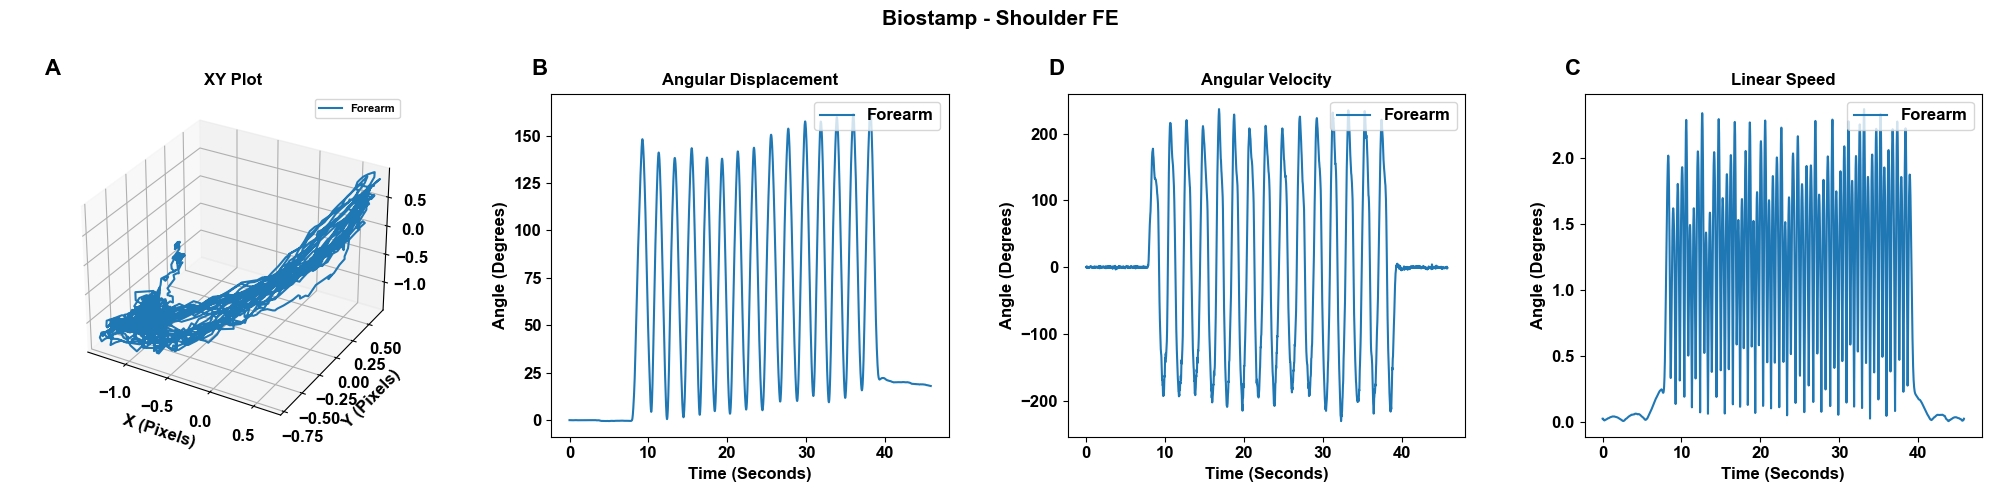 Biostamp - Shoulder FE
A
XY Plot
Forearm
0.5
0.0
−0.5
−1.0
−1.0
−0.5
0.0
0.5
X (Pixels)
0.50
0.25
0.00
−0.25
−0.50
−0.75
Y (Pixels)
B
Angular Displacement
Forearm
150
125
100
75
50
25
0
Angle (Degrees)
0 10 20 30 40
Time (Seconds)
D
Angular Velocity
Forearm
200
100
0
−100
−200
Angle (Degrees)
0 10 20 30 40
Time (Seconds)
C
Linear Speed
Forearm
2.0
1.5
1.0
0.5
0.0
Angle (Degrees)
0 10 20 30 40
Time (Seconds)